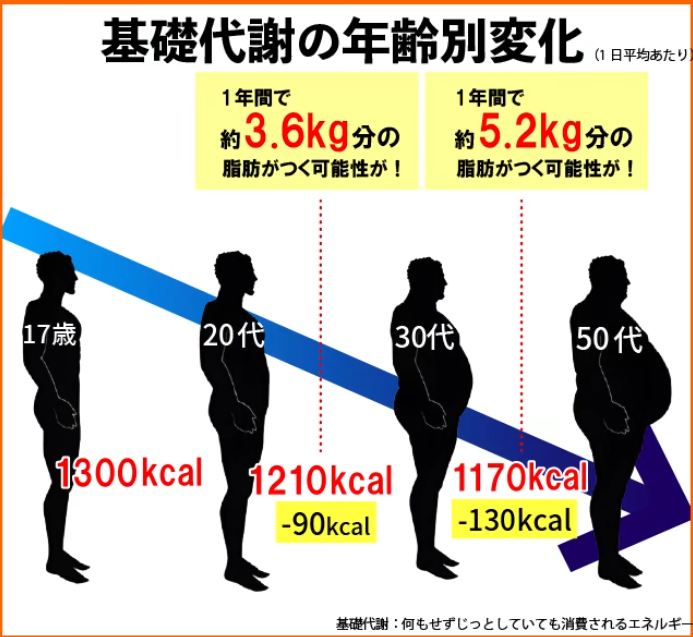 基礎代謝の年齢別変化 (1日平均あたり)
1年間で
約3.6kg分の
脂肪がつく可能性が！
1年間で
約5.2kg分の
脂肪がつく可能性が！
17歳
20代
30代
50代
1300kcal
1210kcal
-90kcal
1170kcal
-130kcal
基礎代謝：何もせずじっとしていても消費されるエネルギー